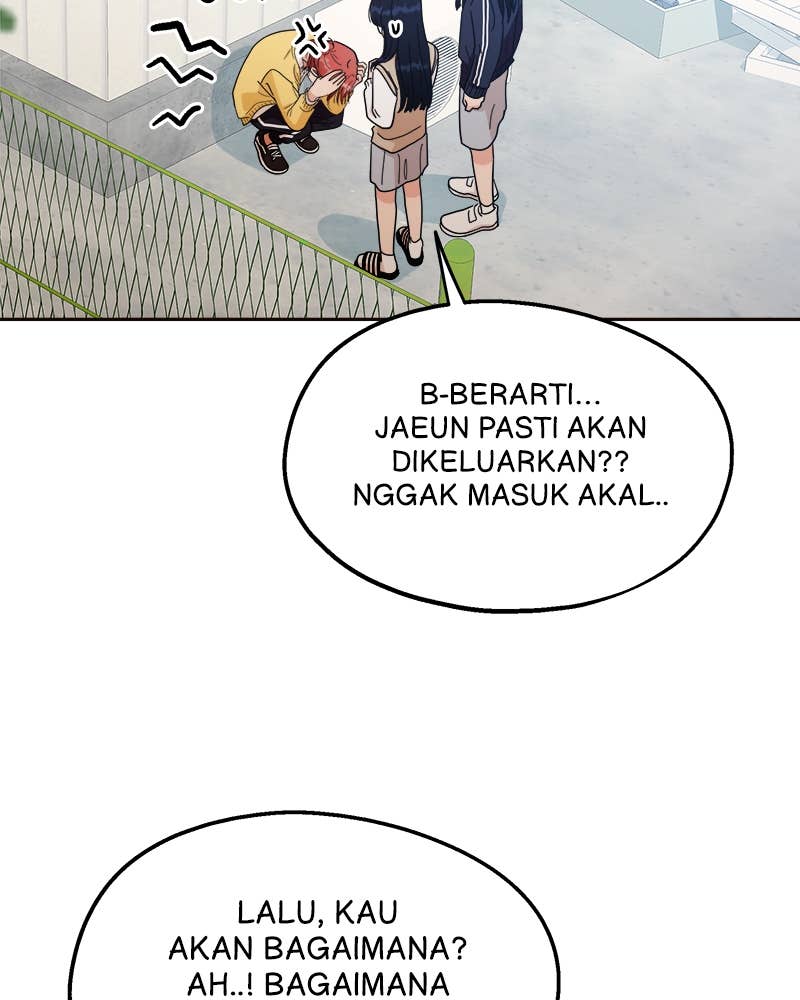 B-BERARTI...
JAEUN PASTI AKAN
DIKELUARKAN??
NGGAK MASUK AKAL..
LALU, KAU
AKAN BAGAIMANA?
AH..! BAGAIMANA